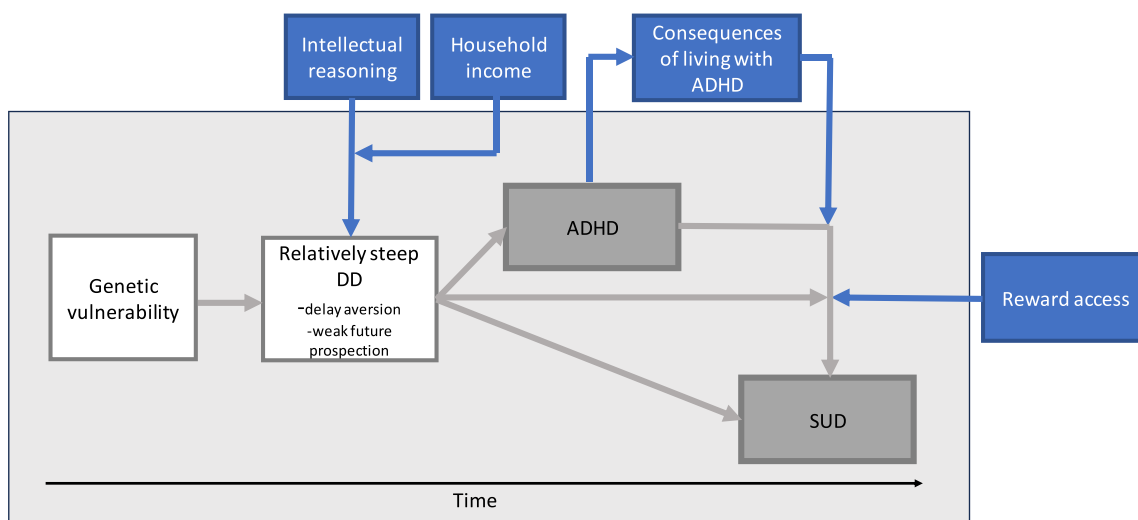 Intellectual
reasoning
Household
income
Consequences
of living with
ADHD
ADHD
Genetic
vulnerability
Relatively steep
DD
-delay aversion
-weak future
prospection
Reward access
SUD
Time